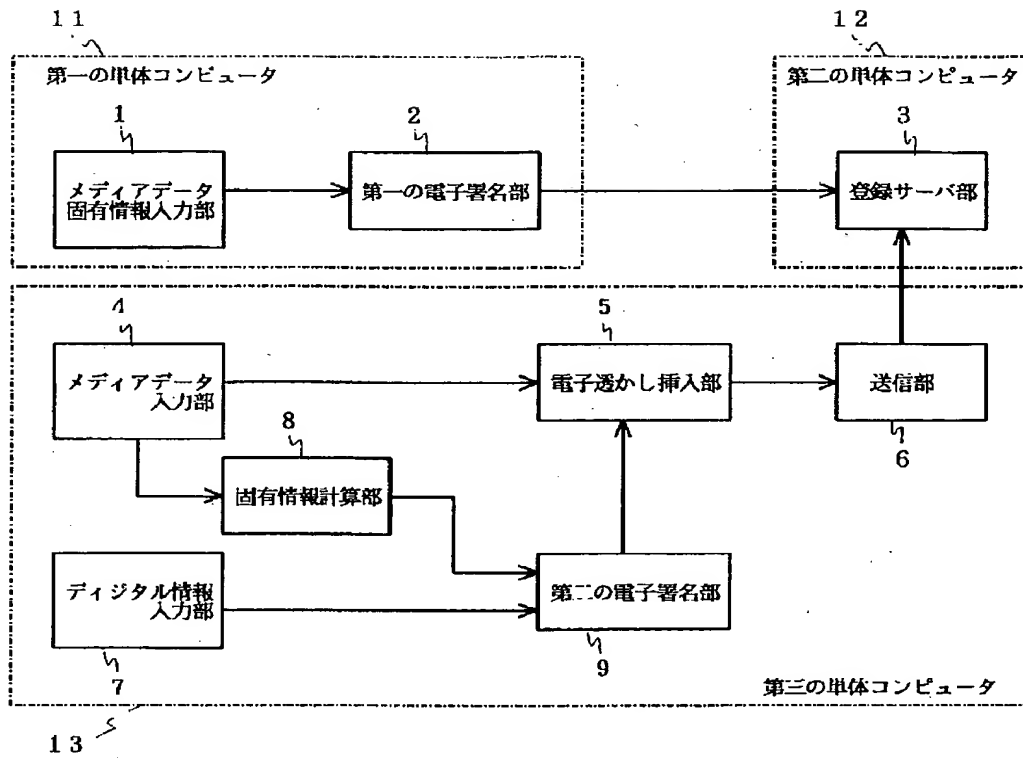 11
12
第一の単体コンピュータ
第二の単体コンピュータ
1
2
3
メディアデータ
固有情報入力部
第一の電子署名部
登録サーバ部
4
5
メディアデータ
入力部
電子透かし挿入部
送信部
8
6
固有情報計算部
ディジタル情報
入力部
第二の電子署名部
7
9
第三の単体コンピュータ
13